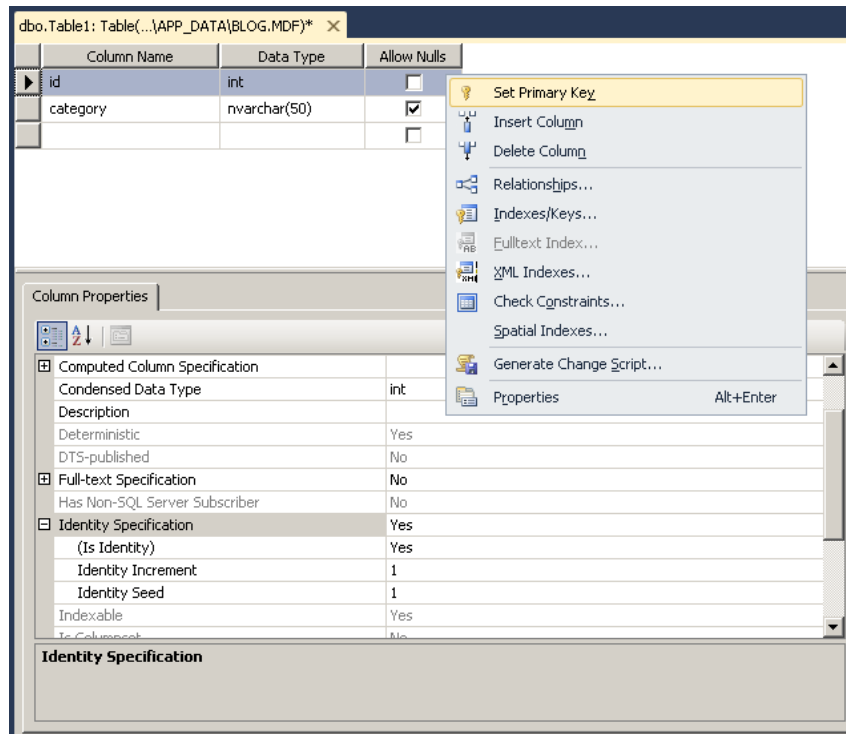 dbo.Table1: Table(...\APP_DATA\BLOG.MDF)*
Column Name Data Type Allow Nulls
id int
category nvarchar(50)
Set Primary Key
Insert Column
Delete Column
Relationships...
Indexes/Keys...
Fulltext Index...
XML Indexes...
Check Constraints...
Spatial Indexes...
Generate Change Script...
Properties Alt+Enter
Column Properties
Computed Column Specification
Condensed Data Type int
Description
Deterministic Yes
DTS-published No
Full-text Specification No
Has Non-SQL Server Subscriber No
Identity Specification Yes
(Is Identity) Yes
Identity Increment 1
Identity Seed 1
Indexable Yes
Is Columnset No
Identity Specification